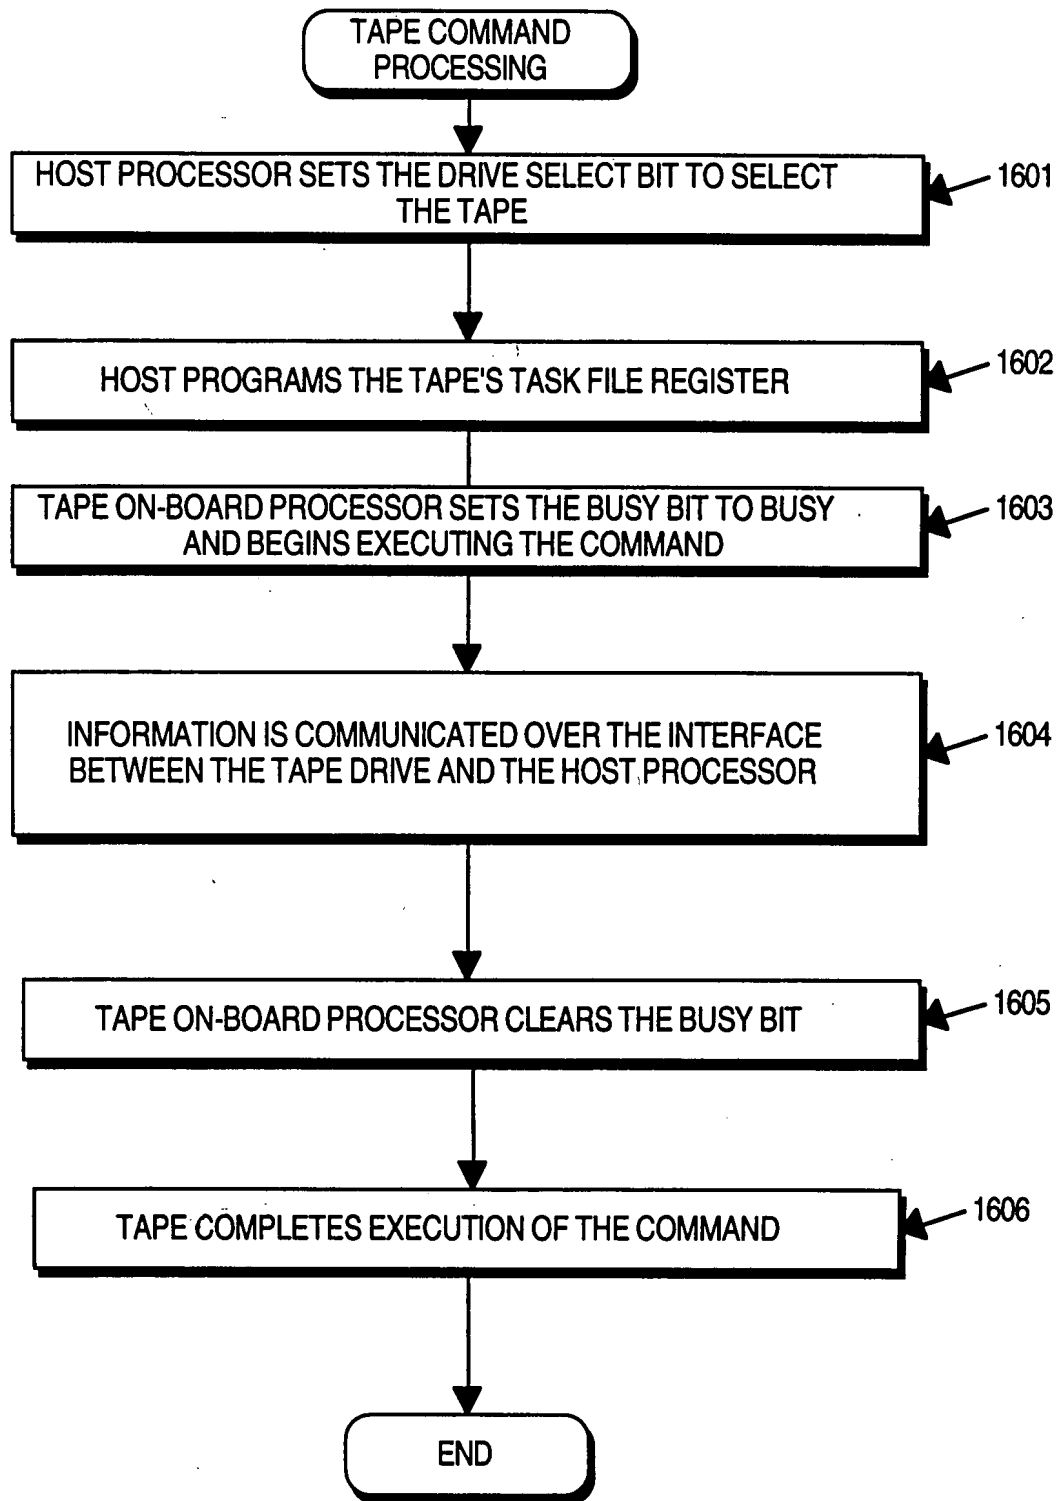 TAPE COMMAND
PROCESSING
HOST PROCESSOR SETS THE DRIVE SELECT BIT TO SELECT
THE TAPE
1601
HOST PROGRAMS THE TAPE'S TASK FILE REGISTER
1602
TAPE ON-BOARD PROCESSOR SETS THE BUSY BIT TO BUSY
AND BEGINS EXECUTING THE COMMAND
1603
INFORMATION IS COMMUNICATED OVER THE INTERFACE
BETWEEN THE TAPE DRIVE AND THE HOST PROCESSOR
1604
TAPE ON-BOARD PROCESSOR CLEARS THE BUSY BIT
1605
TAPE COMPLETES EXECUTION OF THE COMMAND
1606
END